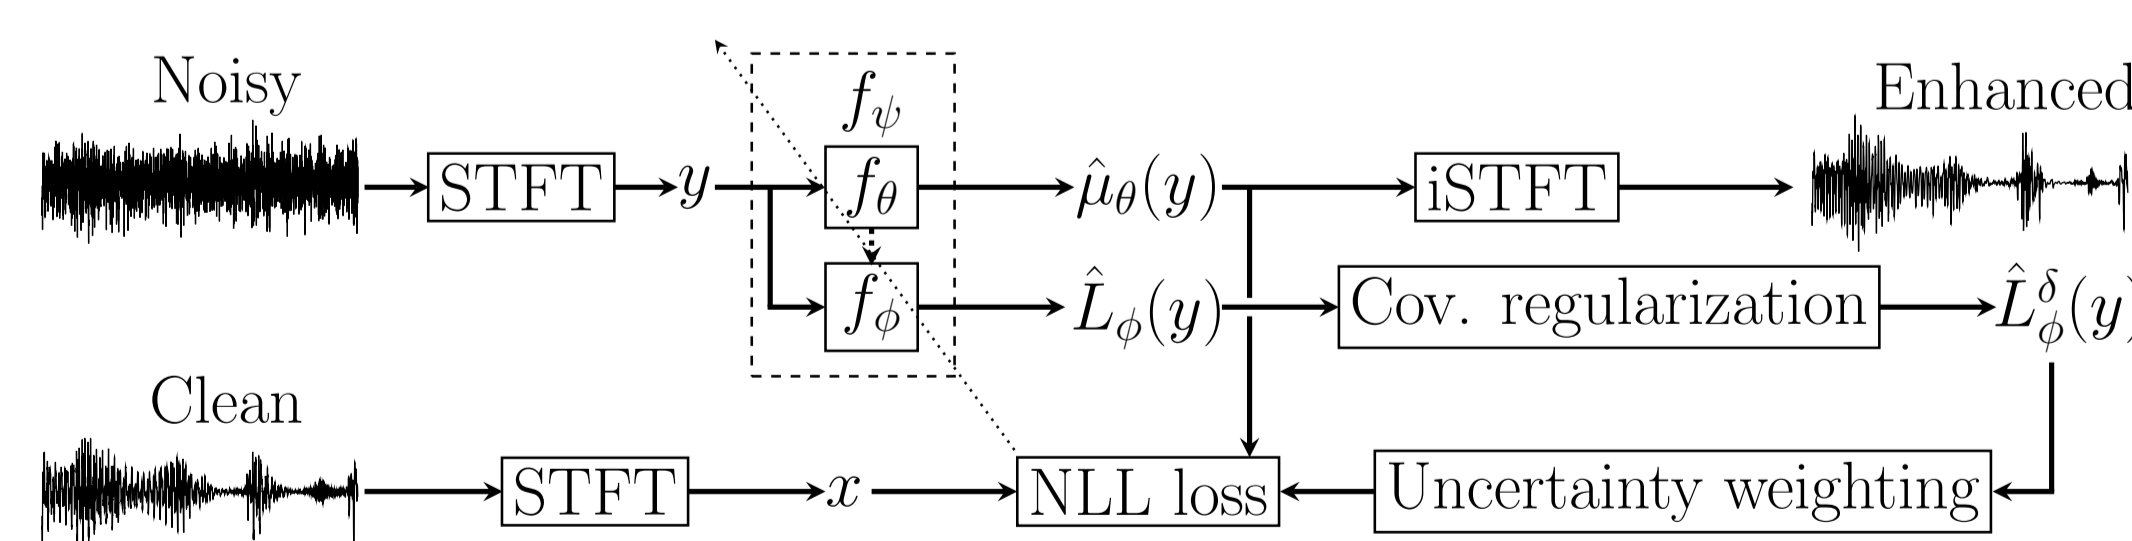 Noisy
Enhanced
f_ψ
STFT
y
f_θ
μ̂_θ(y)
iSTFT
f_ϕ
L̂_ϕ(y)
Cov. regularization
L̂^δ_ϕ(y)
Clean
STFT
x
NLL loss
Uncertainty weighting